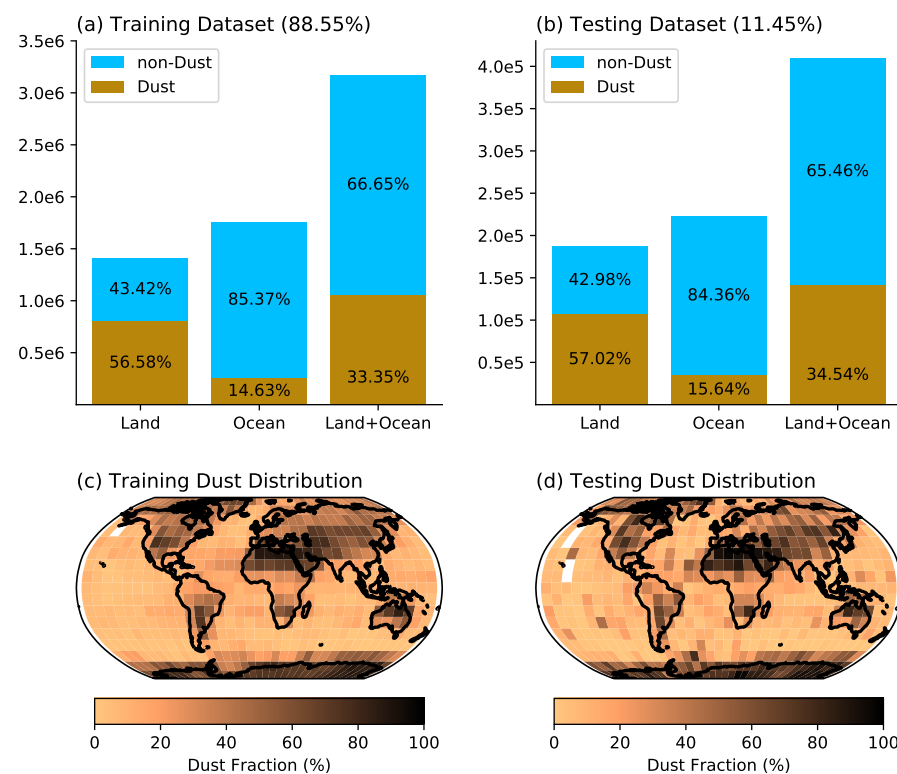 (a) Training Dataset (88.55%)
3.5e6
3.0e6
2.5e6
2.0e6
1.5e6
1.0e6
0.5e6
non-Dust
Dust
43.42%
56.58%
85.37%
14.63%
66.65%
33.35%
Land
Ocean
Land+Ocean
(b) Testing Dataset (11.45%)
4.0e5
3.5e5
3.0e5
2.5e5
2.0e5
1.5e5
1.0e5
0.5e5
non-Dust
Dust
42.98%
57.02%
84.36%
15.64%
65.46%
34.54%
Land
Ocean
Land+Ocean
(c) Training Dust Distribution
0 20 40 60 80 100
Dust Fraction (%)
(d) Testing Dust Distribution
0 20 40 60 80 100
Dust Fraction (%)